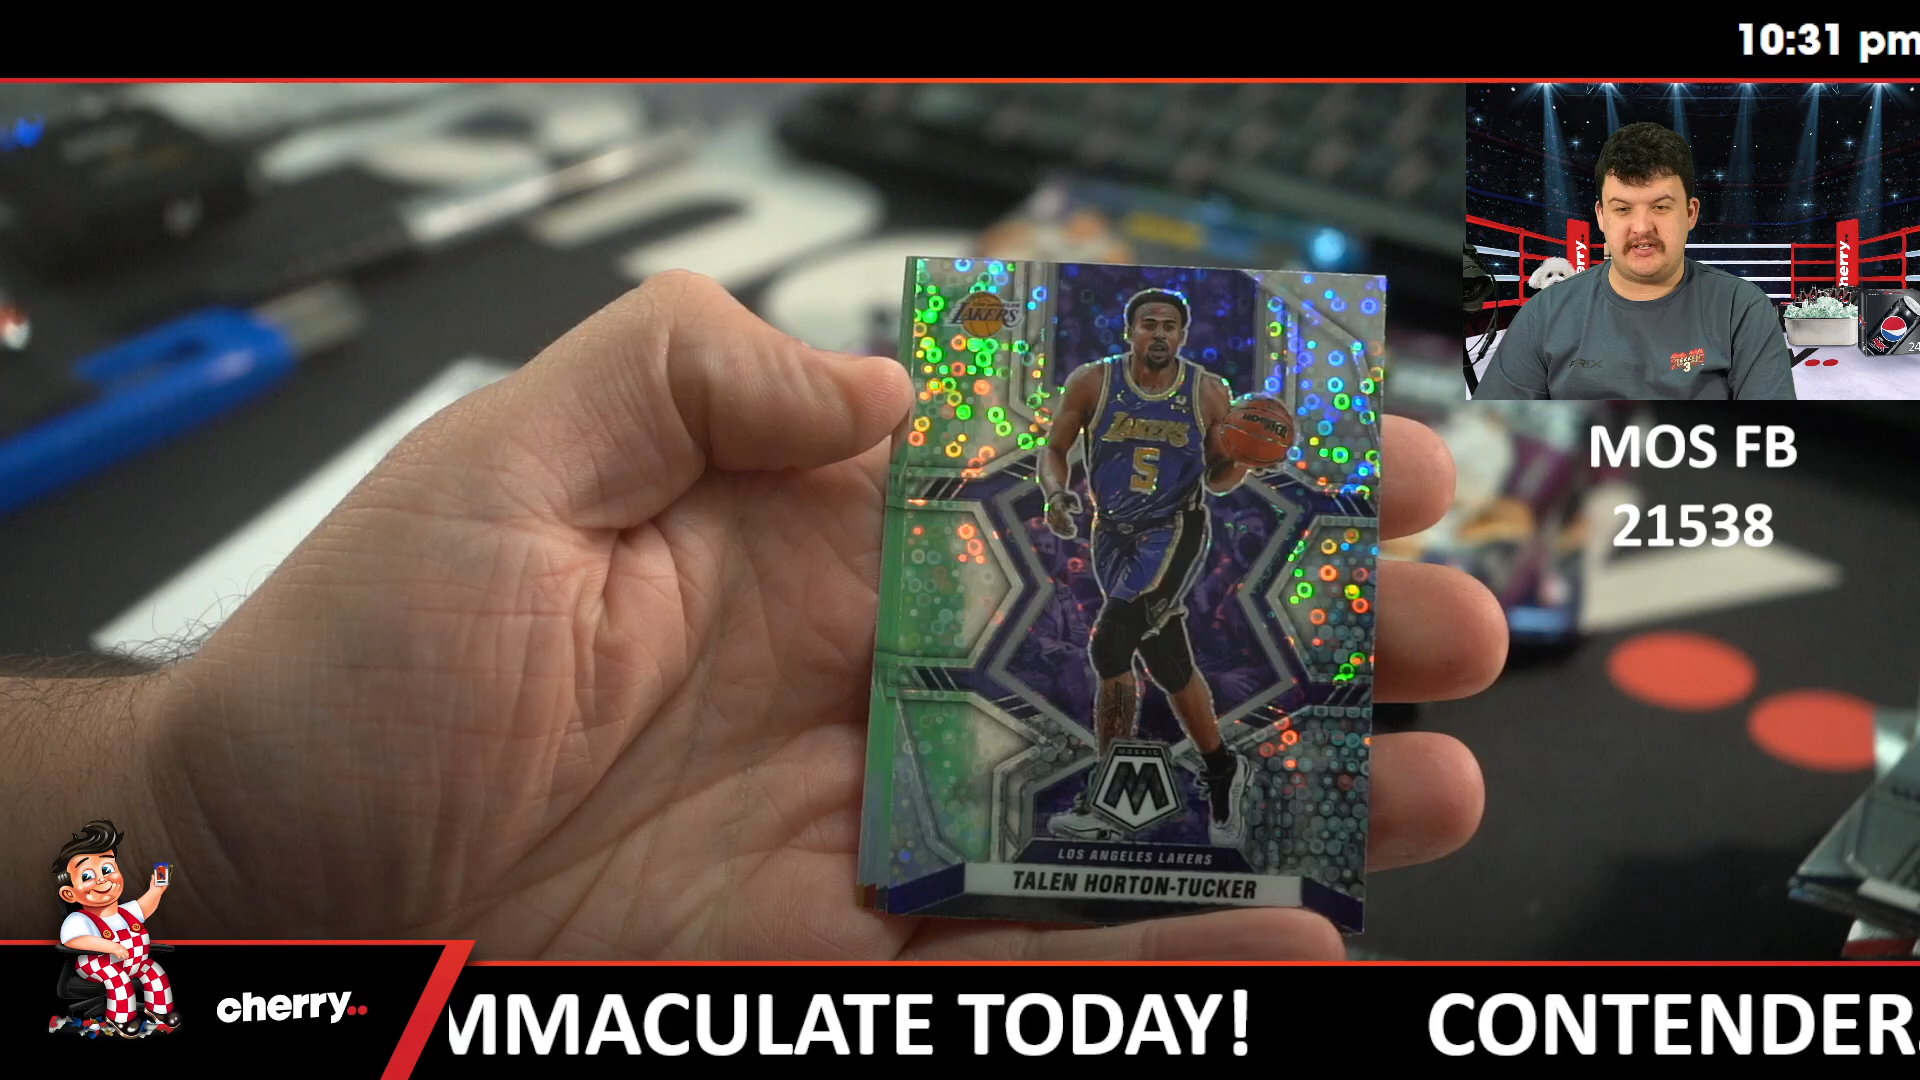 10:31 pm
LAKERS
Wilson
LAKERS
5
MOS FB
21538
MOSAIC
M
LOS ANGELES LAKERS
TALEN HORTON-TUCKER
cherry..
MMACULATE TODAY!
CONTENDER